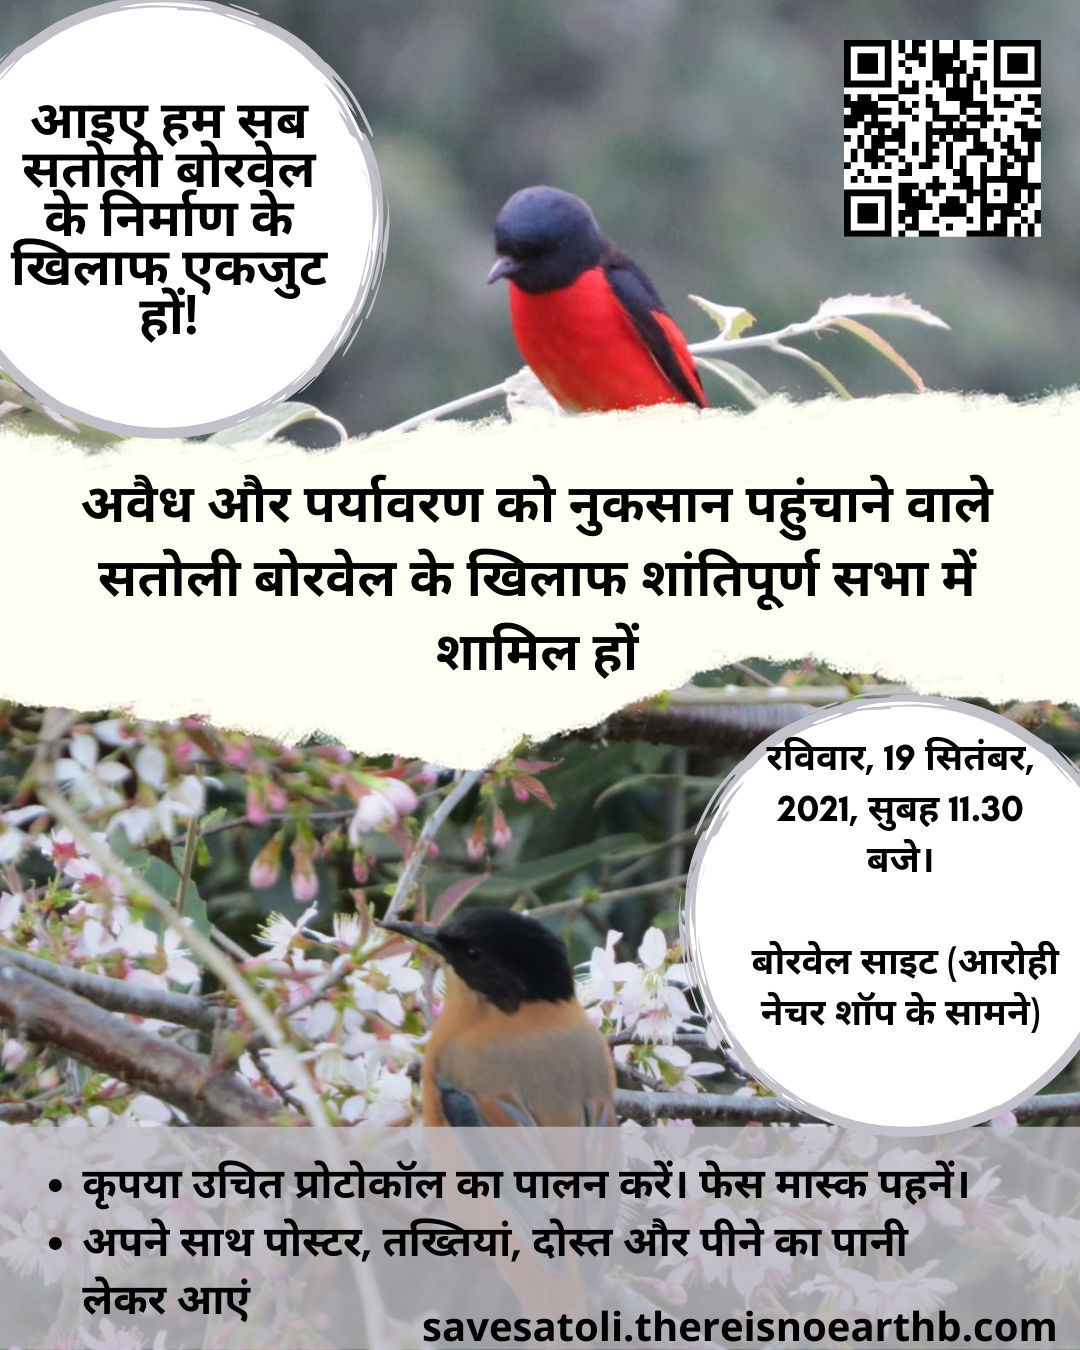 आइए हम सब
सतोली बोरवेल
के निर्माण के
खिलाफ एकजुट
हों!
अवैध और पर्यावरण को नुकसान पहुंचाने वाले
सतोली बोरवेल के खिलाफ शांतिपूर्ण सभा में
शामिल हों
रविवार, 19 सितंबर,
2021, सुबह 11.30
बजे।
बोरवेल साइट (आरोही
नेचर शॉप के सामने)
• कृपया उचित प्रोटोकॉल का पालन करें। फेस मास्क पहनें।
• अपने साथ पोस्टर, तख्तियां, दोस्त और पीने का पानी
लेकर आएं
savesatoli.thereisnoearthb.com